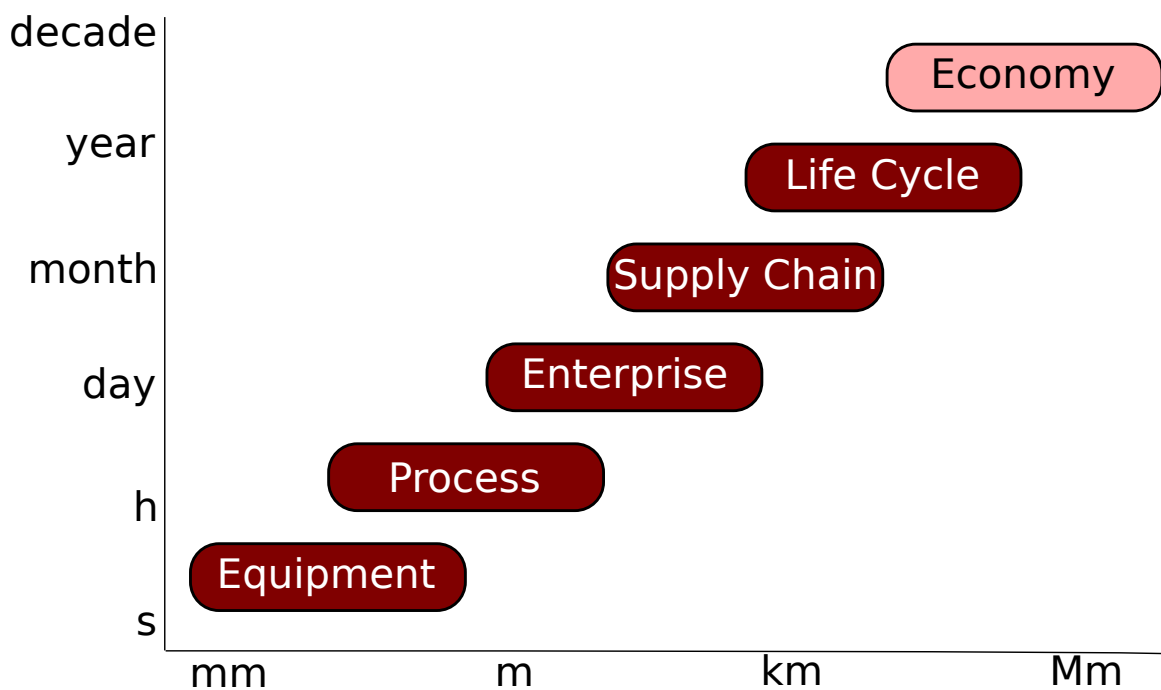 decade
Economy
year
Life Cycle
month
Supply Chain
day
Enterprise
Process
h
Equipment
s
mm m km Mm